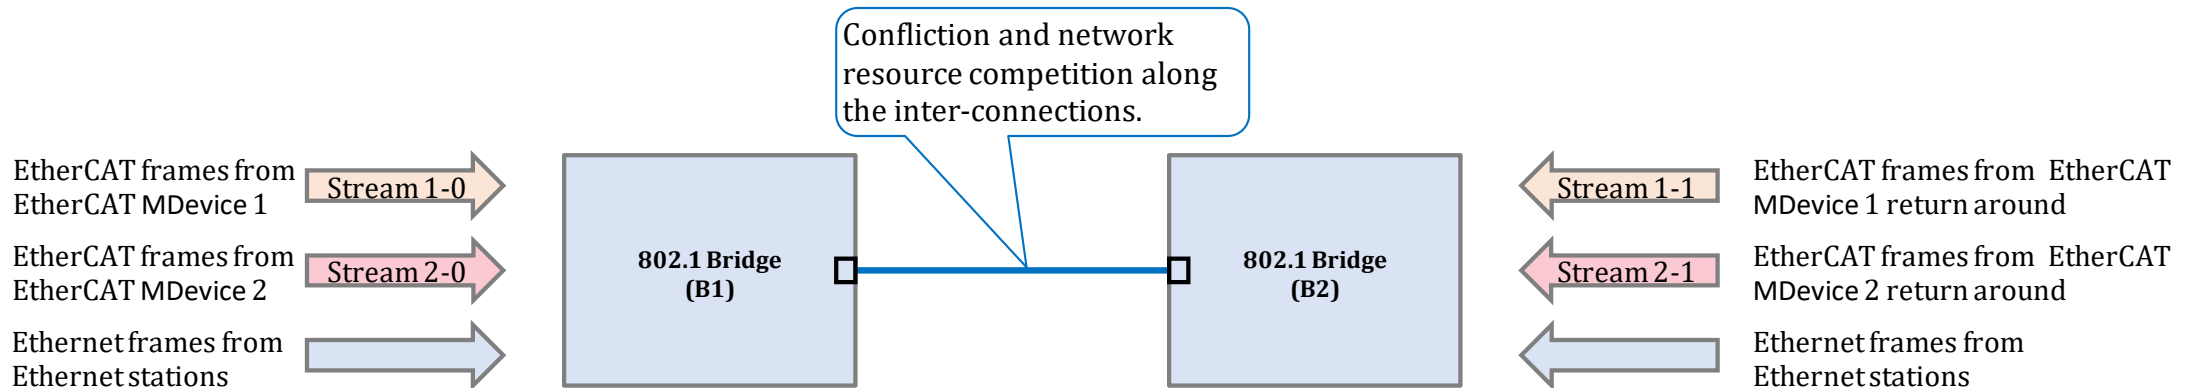 Confliction and network
resource competition along
the inter-connections.
EtherCAT frames from
EtherCAT MDevice 1
Stream 1-0
EtherCAT frames from
EtherCAT MDevice 2
Stream 2-0
Ethernet frames from
Ethernet stations
802.1 Bridge
(B1)
802.1 Bridge
(B2)
Stream 1-1
EtherCAT frames from EtherCAT
MDevice 1 return around
Stream 2-1
EtherCAT frames from EtherCAT
MDevice 2 return around
Ethernet frames from
Ethernet stations